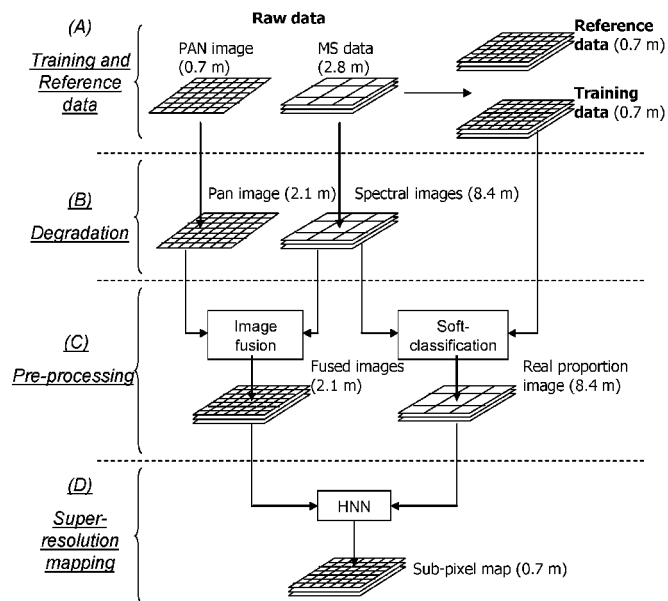 (A)
Training and
Reference
data
Raw data
PAN image
(0.7 m)
MS data
(2.8 m)
Reference
data (0.7 m)
Training
data (0.7 m)
(B)
Degradation
Pan image (2.1 m)
Spectral images (8.4 m)
(C)
Pre-processing
Image
fusion
Soft-
classification
Fused images
(2.1 m)
Real proportion
image (8.4 m)
(D)
Super-
resolution
mapping
HNN
Sub-pixel map (0.7 m)